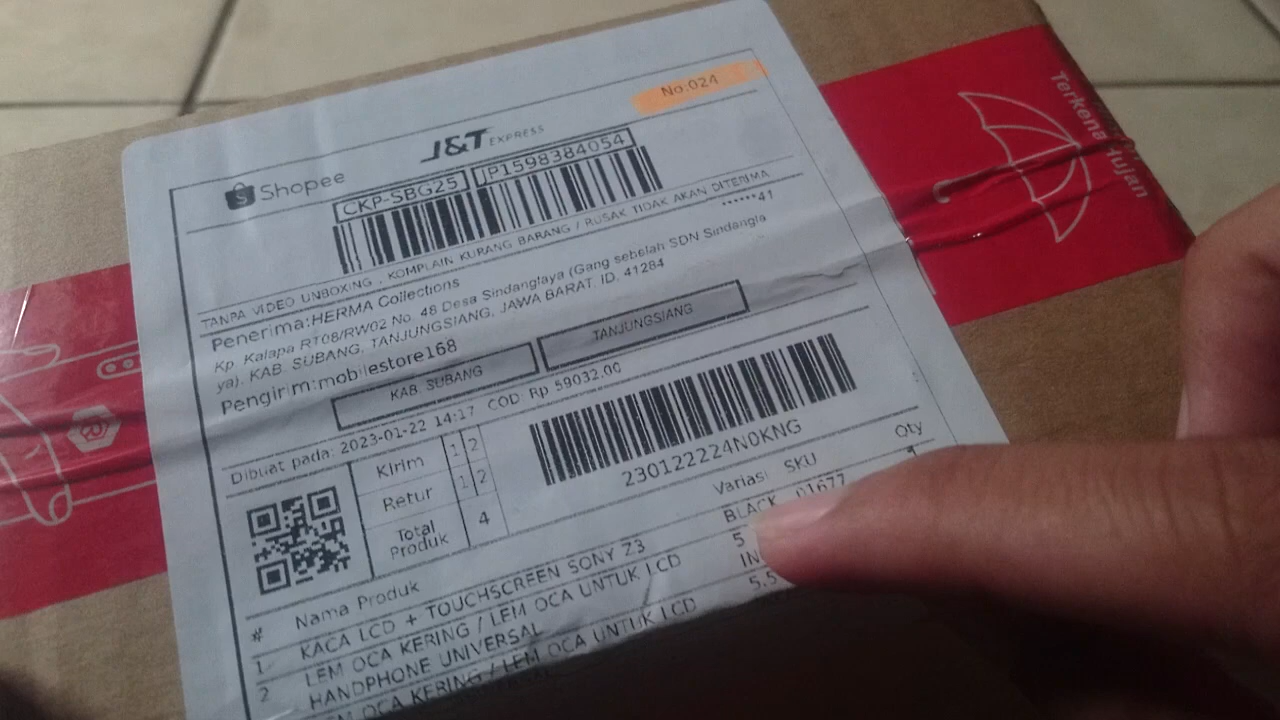 No.024
J&T EXPRESS
Shopee
CKP-SBG25 JP1598384054
TANPA VIDEO UNBOXING , KOMPLAIN KURANG BARANG / RUSAK TIDAK AKAN DITERIMA
Penerima:HERMA Collections ******41
Kp. Kalapa RT08/RW02 No. 48 Desa Sindanglaya (Gang sebelah SDN Sindangla
ya). KAB. SUBANG, TANJUNGSIANG, JAWA BARAT. ID. 41284
Pengirim:mobilestore168
KAB. SUBANG TANJUNGSIANG
Dibuat pada: 2023-01-22 14:17 COD: Rp 59032.00
Kirim 1 2
Retur 1 2
Total Produk 4
230122224N0KNG
# Nama Produk Variasi SKU Qty
1 KACA LCD + TOUCHSCREEN SONY Z3 BLACK 01677 1
2 LEM OCA KERING / LEM OCA UNTUK LCD 5
HANDPHONE UNIVERSAL
LEM OCA KERING / LEM OCA UNTUK LCD 5.5
Terkena Hujan